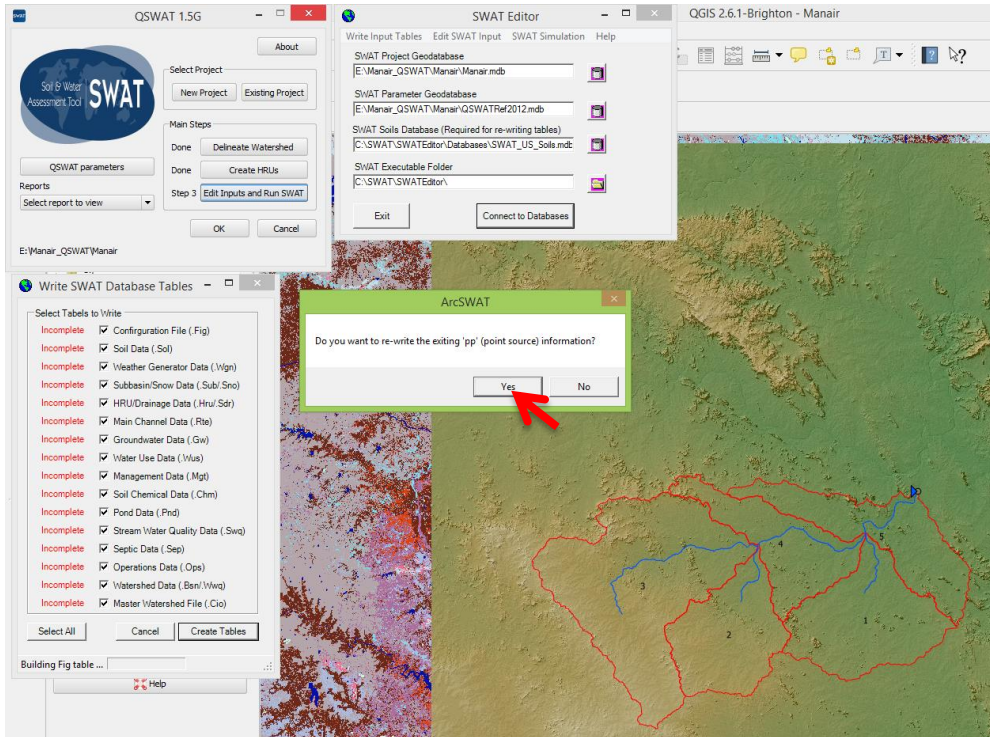 QSWAT 1.5G
SWAT
Soil & Water
Assessment Tool
SWAT
About
Select Project
New Project
Existing Project
Main Steps
Done
Delineate Watershed
Done
Create HRUs
Step 3
Edit Inputs and Run SWAT
QSWAT parameters
Reports
Select report to view
OK
Cancel
E:\Manair_QSWAT\Manair
SWAT Editor
Write Input Tables
Edit SWAT Input
SWAT Simulation
Help
SWAT Project Geodatabase
E:\Manair_QSWAT\Manair\Manair.mdb
SWAT Parameter Geodatabase
E:\Manair_QSWAT\Manair\QSWATRef2012.mdb
SWAT Soils Database (Required for re-writing tables)
C:\SWAT\SWATEditor\Databases\SWAT_US_Soils.mdb
SWAT Executable Folder
C:\SWAT\SWATEditor\
Exit
Connect to Databases
QGIS 2.6.1-Brighton - Manair
Write SWAT Database Tables
Select Tabels to Write
Incomplete Confirguration File (.Fig)
Incomplete Soil Data (.Sol)
Incomplete Weather Generator Data (.Wgn)
Incomplete Subbasin/Snow Data (.Sub/.Sno)
Incomplete HRU/Drainage Data (.Hru/.Sdr)
Incomplete Main Channel Data (.Rte)
Incomplete Groundwater Data (.Gw)
Incomplete Water Use Data (.Wus)
Incomplete Management Data (.Mgt)
Incomplete Soil Chemical Data (.Chm)
Incomplete Pond Data (.Pnd)
Incomplete Stream Water Quality Data (.Swq)
Incomplete Septic Data (.Sep)
Incomplete Operations Data (.Ops)
Incomplete Watershed Data (.Bsn/.Wwq)
Incomplete Master Watershed File (.Cio)
Select All
Cancel
Create Tables
Building Fig table ...
Help
ArcSWAT
Do you want to re-write the exiting 'pp' (point source) information?
Yes
No
0
5
4
3
1
2